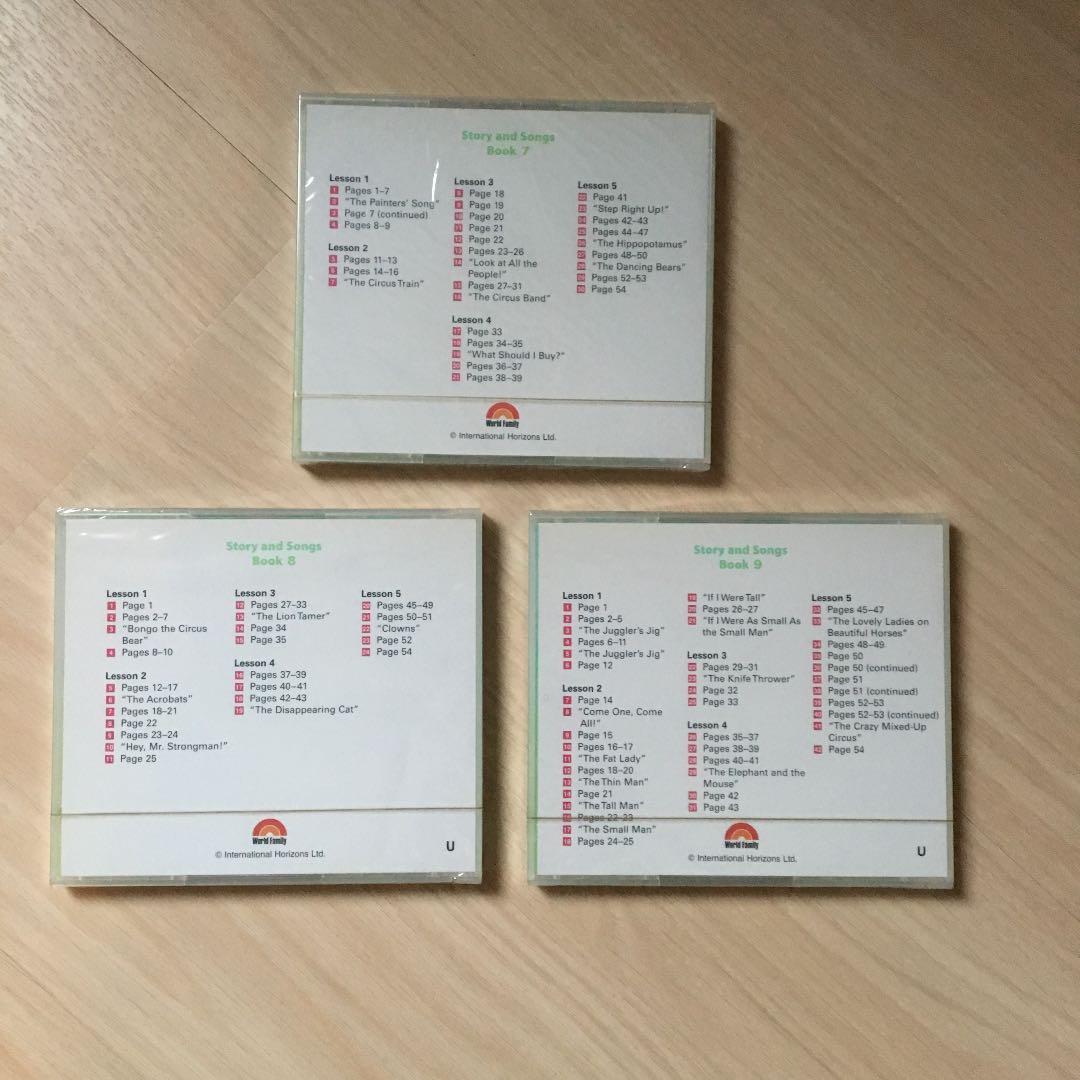 Story and Songs
Book 7
Lesson 1
1 Pages 1–7
2 "The Painters' Song"
3 Page 7 (continued)
4 Pages 8–9
Lesson 2
5 Pages 11–13
6 Pages 14–16
7 "The Circus Train"
Lesson 3
8 Page 18
9 Page 19
10 Page 20
11 Page 21
12 Page 22
13 Pages 23–26
14 "Look at All the
People!"
15 Pages 27–31
16 "The Circus Band"
Lesson 4
17 Page 33
18 Pages 34–35
19 "What Should I Buy?"
20 Pages 36–37
21 Pages 38–39
Lesson 5
22 Page 41
23 "Step Right Up!"
24 Pages 42–43
25 Pages 44–47
26 "The Hippopotamus"
27 Pages 48–50
28 "The Dancing Bears"
29 Pages 52–53
30 Page 54
World Family
© International Horizons Ltd.
Story and Songs
Book 8
Lesson 1
1 Page 1
2 Pages 2–7
3 "Bongo the Circus
Bear"
4 Pages 8–10
Lesson 2
5 Pages 12–17
6 "The Acrobats"
7 Pages 18–21
8 Page 22
9 Pages 23–24
10 "Hey, Mr. Strongman!"
11 Page 25
Lesson 3
12 Pages 27–33
13 "The Lion Tamer"
14 Page 34
15 Page 35
Lesson 4
16 Pages 37–39
17 Pages 40–41
18 Pages 42–43
19 "The Disappearing Cat"
Lesson 5
20 Pages 45–49
21 Pages 50–51
22 "Clowns"
23 Page 52
24 Page 54
World Family
© International Horizons Ltd.
U
Story and Songs
Book 9
Lesson 1
1 Page 1
2 Pages 2–5
3 "The Juggler's Jig"
4 Pages 6–11
5 "The Juggler's Jig"
6 Page 12
Lesson 2
7 Page 14
8 "Come One, Come
All!"
9 Page 15
10 Pages 16–17
11 "The Fat Lady"
12 Pages 18–20
13 "The Thin Man"
14 Page 21
15 "The Tall Man"
16 Pages 22–23
17 "The Small Man"
18 Pages 24–25
19 "If I Were Tall"
20 Pages 26–27
21 "If I Were As Small As
the Small Man"
Lesson 3
22 Pages 29–31
23 "The Knife Thrower"
24 Page 32
25 Page 33
Lesson 4
26 Pages 35–37
27 Pages 38–39
28 Pages 40–41
29 "The Elephant and the
Mouse"
30 Page 42
31 Page 43
Lesson 5
32 Pages 45–47
33 "The Lovely Ladies on
Beautiful Horses"
34 Pages 48–49
35 Page 50
36 Page 50 (continued)
37 Page 51
38 Page 51 (continued)
39 Pages 52–53
40 Pages 52–53 (continued)
41 "The Crazy Mixed-Up
Circus"
42 Page 54
World Family
© International Horizons Ltd.
U